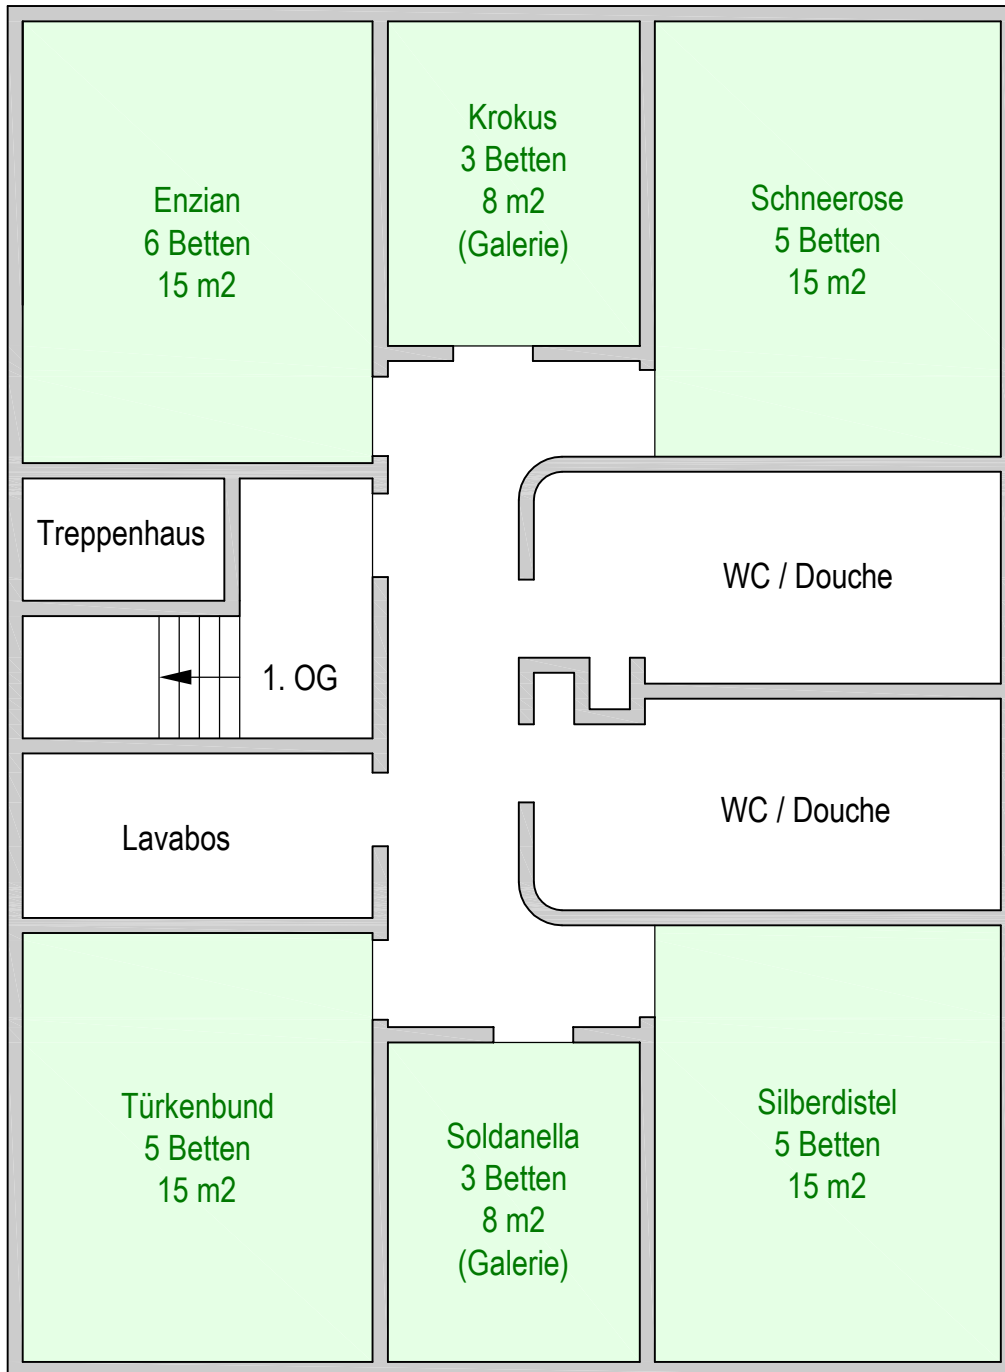 Enzian
6 Betten
15 m2
Krokus
3 Betten
8 m2
(Galerie)
Schneerose
5 Betten
15 m2
Treppenhaus
1. OG
WC / Douche
Lavabos
WC / Douche
Türkenbund
5 Betten
15 m2
Soldanella
3 Betten
8 m2
(Galerie)
Silberdistel
5 Betten
15 m2